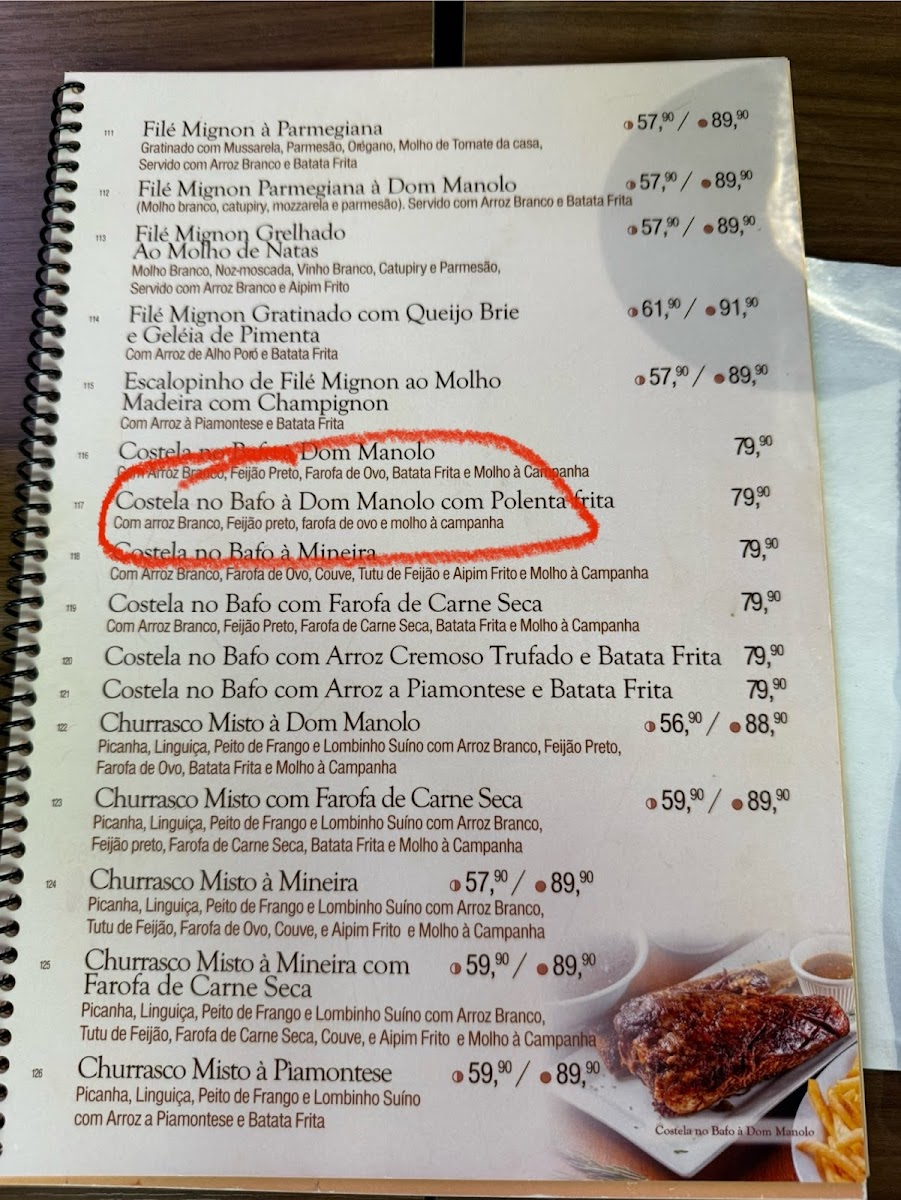 111 Filé Mignon à Parmegiana 57,90 / 89,90
Gratinado com Mussarela, Parmesão, Orégano, Molho de Tomate da casa,
Servido com Arroz Branco e Batata Frita
112 Filé Mignon Parmegiana à Dom Manolo 57,90 / 89,90
(Molho branco, catupiry, mozzarela e parmesão). Servido com Arroz Branco e Batata Frita
113 Filé Mignon Grelhado 57,90 / 89,90
Ao Molho de Natas
Molho Branco, Noz-moscada, Vinho Branco, Catupiry e Parmesão,
Servido com Arroz Branco e Aipim Frito
114 Filé Mignon Gratinado com Queijo Brie 61,90 / 91,90
e Geléia de Pimenta
Com Arroz de Alho Poró e Batata Frita
115 Escalopinho de Filé Mignon ao Molho 57,90 / 89,90
Madeira com Champignon
Com Arroz à Piamontese e Batata Frita
116 Costela no Bafo à Dom Manolo 79,90
Com Arroz Branco, Feijão Preto, Farofa de Ovo, Batata Frita e Molho à Campanha
117 Costela no Bafo à Dom Manolo com Polenta frita 79,90
Com arroz Branco, Feijão preto, farofa de ovo e molho à campanha
118 Costela no Bafo à Mineira 79,90
Com Arroz Branco, Farofa de Ovo, Couve, Tutu de Feijão e Aipim Frito e Molho à Campanha
119 Costela no Bafo com Farofa de Carne Seca 79,90
Com Arroz Branco, Feijão Preto, Farofa de Carne Seca, Batata Frita e Molho à Campanha
120 Costela no Bafo com Arroz Cremoso Trufado e Batata Frita 79,90
121 Costela no Bafo com Arroz a Piamontese e Batata Frita 79,90
122 Churrasco Misto à Dom Manolo 56,90 / 88,90
Picanha, Linguiça, Peito de Frango e Lombinho Suíno com Arroz Branco, Feijão Preto,
Farofa de Ovo, Batata Frita e Molho à Campanha
123 Churrasco Misto com Farofa de Carne Seca 59,90 / 89,90
Picanha, Linguiça, Peito de Frango e Lombinho Suíno com Arroz Branco,
Feijão preto, Farofa de Carne Seca, Batata Frita e Molho à Campanha
124 Churrasco Misto à Mineira 57,90 / 89,90
Picanha, Linguiça, Peito de Frango e Lombinho Suíno com Arroz Branco,
Tutu de Feijão, Farofa de Ovo, Couve, e Aipim Frito e Molho à Campanha
125 Churrasco Misto à Mineira com 59,90 / 89,90
Farofa de Carne Seca
Picanha, Linguiça, Peito de Frango e Lombinho Suíno com Arroz Branco,
Tutu de Feijão, Farofa de Carne Seca, Couve, e Aipim Frito e Molho à Campanha
126 Churrasco Misto à Piamontese 59,90 / 89,90
Picanha, Linguiça, Peito de Frango e Lombinho Suíno
com Arroz a Piamontese e Batata Frita
Costela no Bafo à Dom Manolo